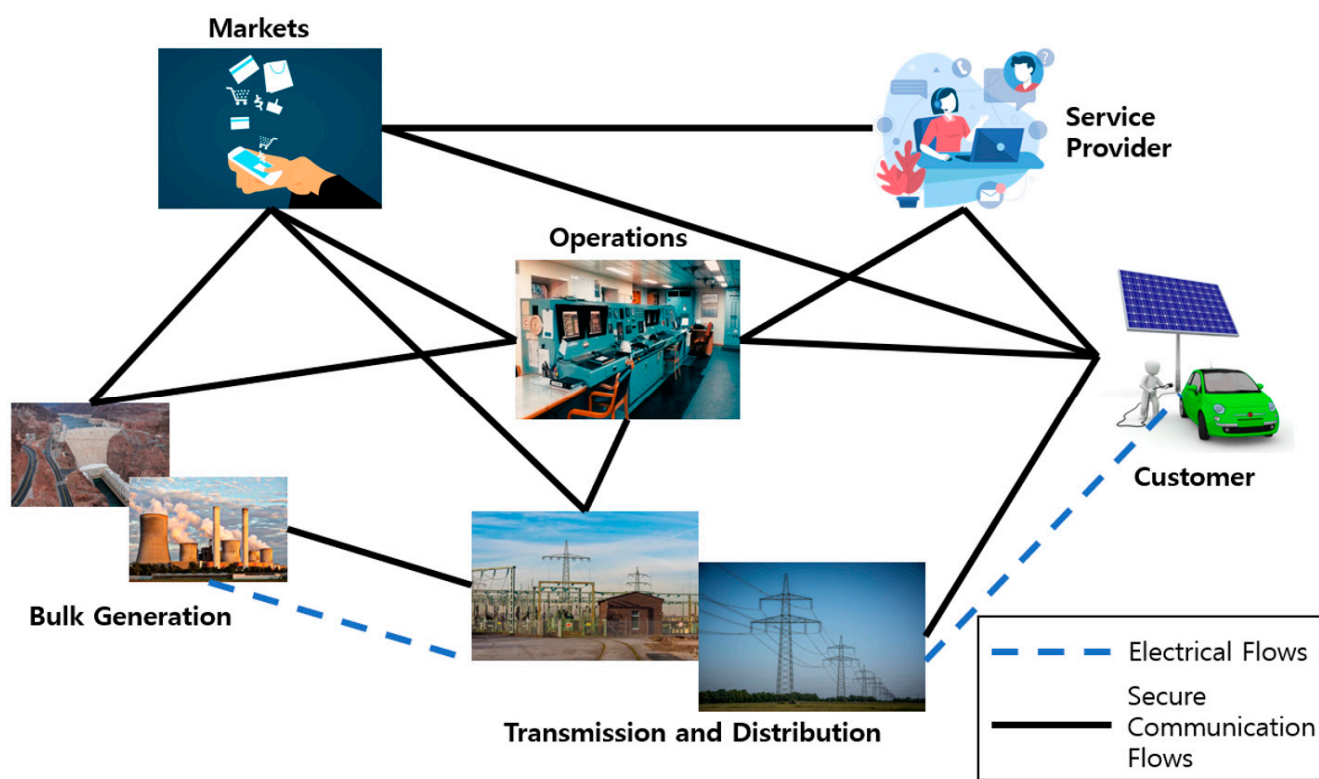 Markets
Service
Provider
Operations
Customer
Bulk Generation
Transmission and Distribution
Electrical Flows
Secure
Communication
Flows